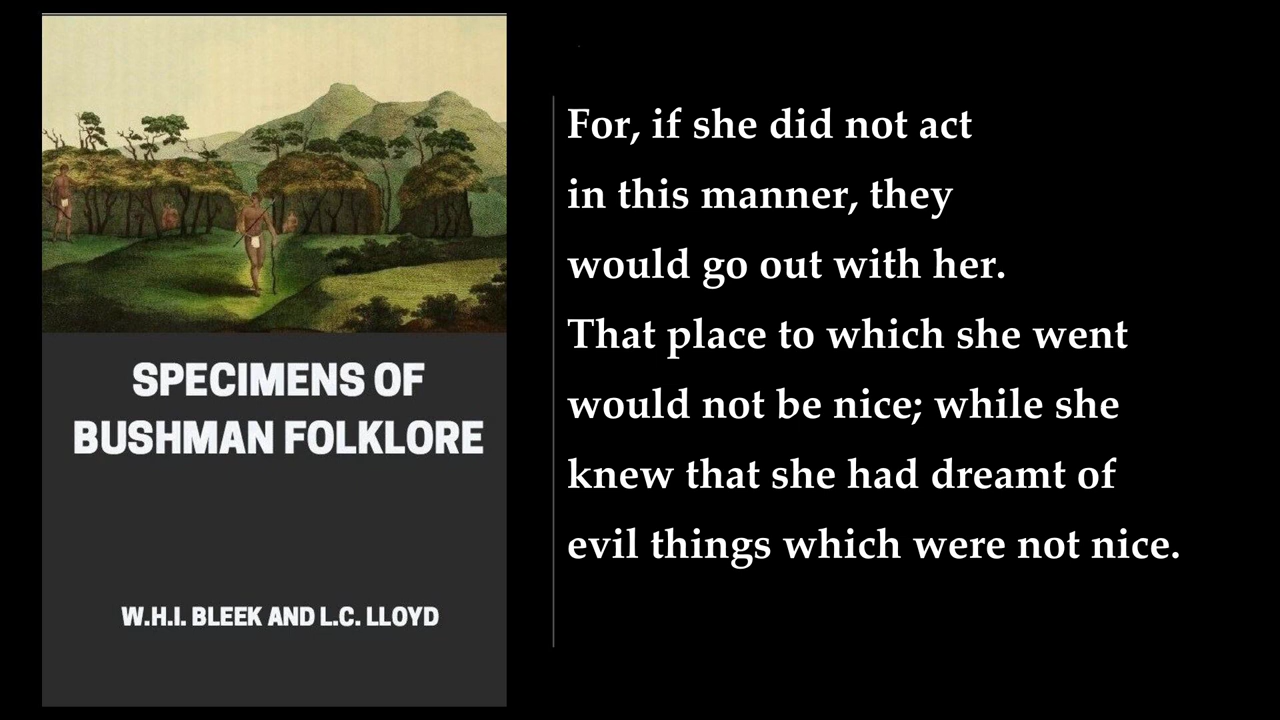 SPECIMENS OF
BUSHMAN FOLKLORE
W.H.I. BLEEK AND L.C. LLOYD
For, if she did not act
in this manner, they
would go out with her.
That place to which she went
would not be nice; while she
knew that she had dreamt of
evil things which were not nice.